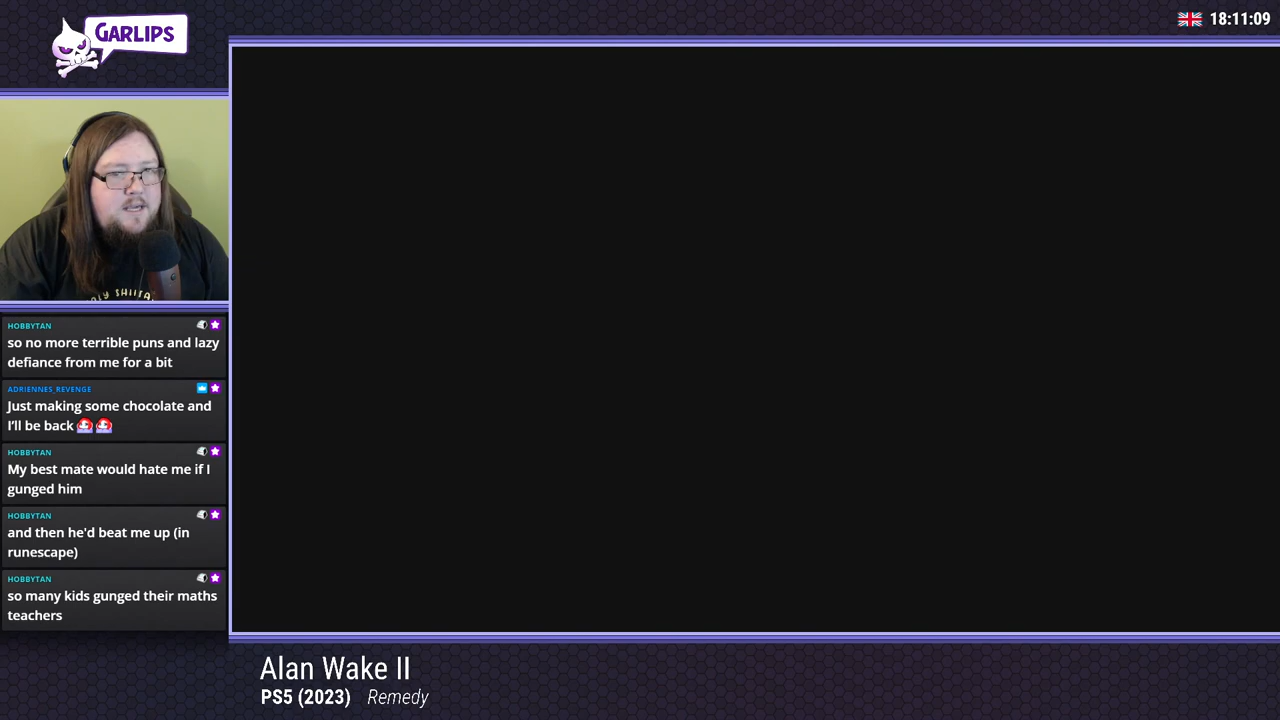 GARLIPS
18:11:09
HOBBYTAN
so no more terrible puns and lazy
defiance from me for a bit
ADRIENNES_REVENGE
Just making some chocolate and
I'll be back
HOBBYTAN
My best mate would hate me if I
gunged him
HOBBYTAN
and then he'd beat me up (in
runescape)
HOBBYTAN
so many kids gunged their maths
teachers
Alan Wake II
PS5 (2023) Remedy